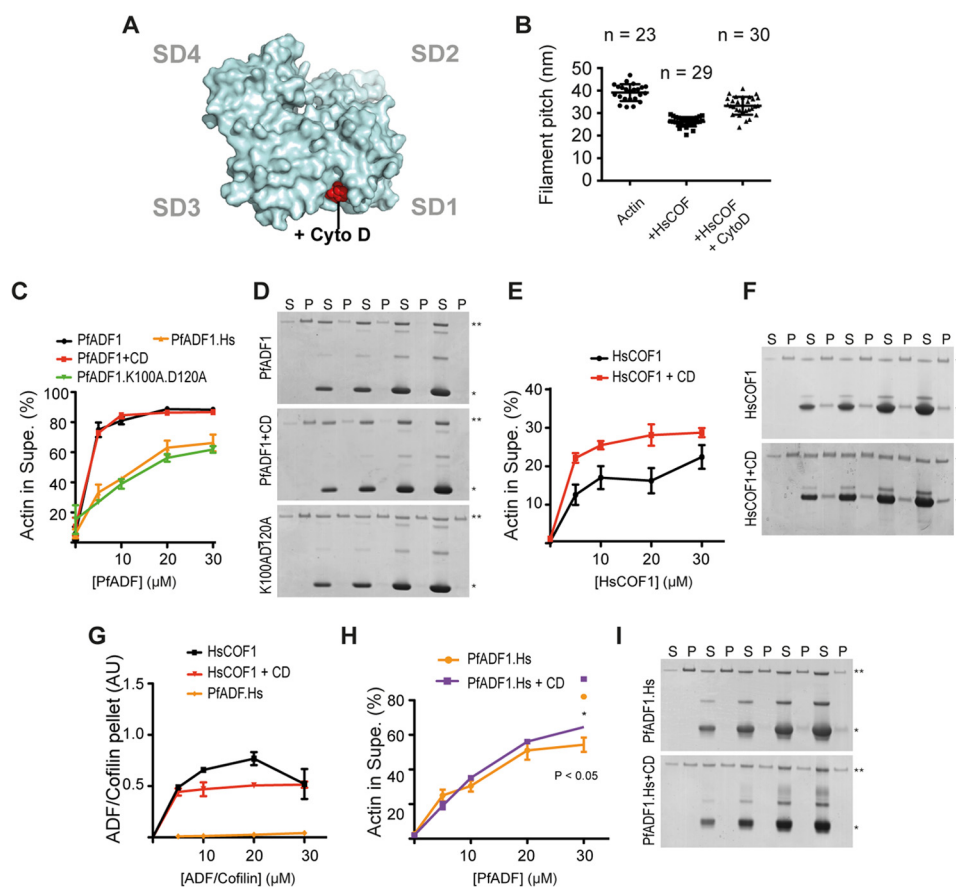 A
SD4
SD2
SD3
SD1
+ Cyto D
B
n = 23
n = 30
n = 29
Filament pitch (nm)
50
40
30
20
10
0
Actin
+HsCOF
+HsCOF
+ CytoD
C
PfADF1
PfADF1.Hs
PfADF1+CD
PfADF1.K100A.D120A
Actin in Supe. (%)
100
80
60
40
20
0
10
20
30
[PfADF] (µM)
D
S P S P S P S P S P
PfADF1
**
*
PfADF1+CD
**
*
K100AD120A
**
*
E
HsCOF1
HsCOF1 + CD
Actin in Supe. (%)
40
30
20
10
0
10
20
30
[HsCOF1] (µM)
F
S P S P S P S P S P
HsCOF1
HsCOF1+CD
G
HsCOF1
HsCOF1 + CD
PfADF.Hs
ADF/Cofilin pellet (AU)
1.5
1.0
0.5
0
10
20
30
[ADF/Cofilin] (µM)
H
PfADF1.Hs
PfADF1.Hs + CD
Actin in Supe. (%)
80
60
40
20
0
10
20
30
*
P < 0.05
[PfADF] (µM)
I
S P S P S P S P S P
PfADF1.Hs
**
*
PfADF1.Hs+CD
**
*